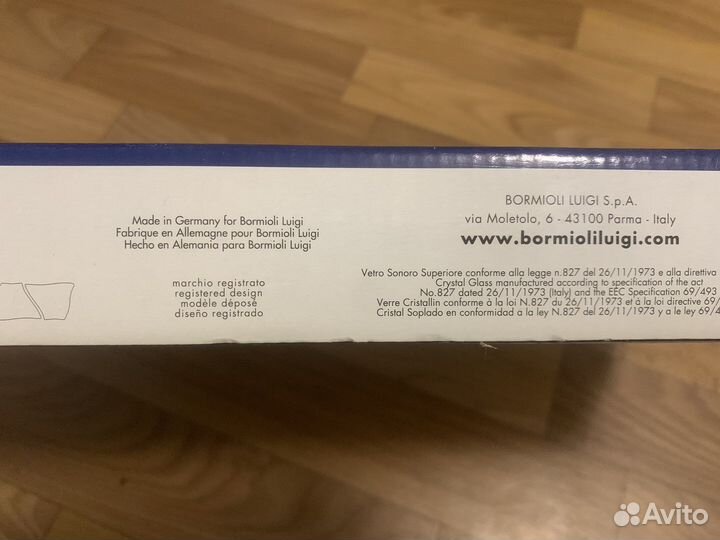 Made in Germany for Bormioli Luigi
Fabrique en Allemagne pour Bormioli Luigi
Hecho en Alemania para Bormioli Luigi
marchio registrato
registered design
modèle déposé
diseño registrado
BORMIOLI LUIGI S.p.A.
via Moletolo, 6 - 43100 Parma - Italy
www.bormioliluigi.com
Vetro Sonoro Superiore conforme alla legge n.827 del 26/11/1973 e alla direttiva
Crystal Glass manufactured according to specification of the act
No.827 dated 26/11/1973 (Italy) and the EEC Specification 69/493
Verre Cristallin conforme à la loi N.827 du 26/11/1973 et à la loi directive 69/
Cristal Soplado en conformidad a la ley N.827 del 26/11/1973 y a le ley 69/4
Avito